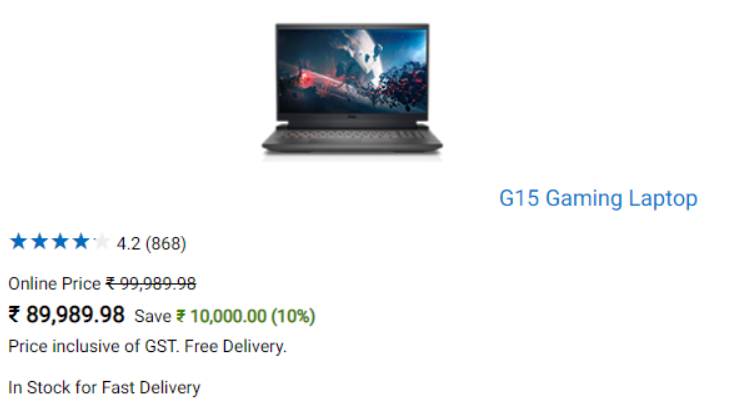 G15 Gaming Laptop
4.2 (868)
Online Price ₹ 99,989.98
₹ 89,989.98 Save ₹ 10,000.00 (10%)
Price inclusive of GST. Free Delivery.
In Stock for Fast Delivery